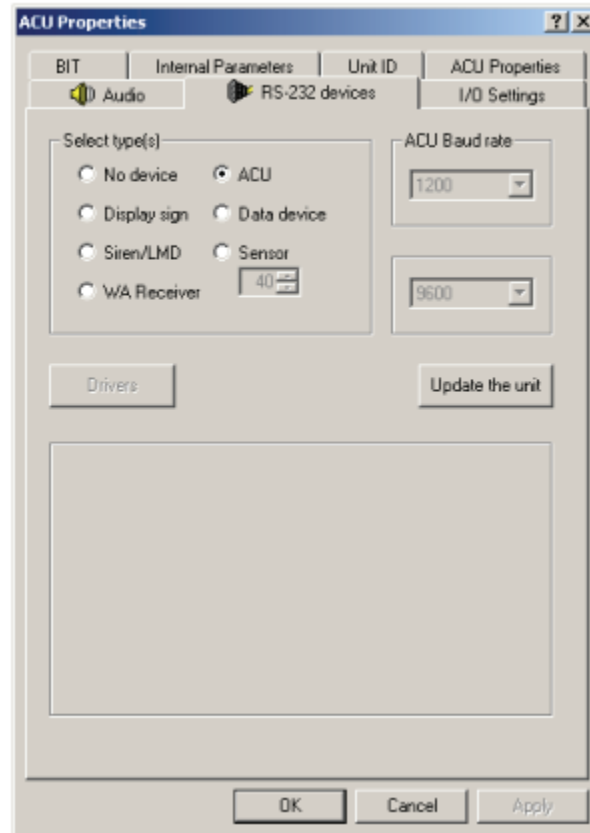 ACU Properties
BIT Internal Parameters Unit ID ACU Properties
Audio RS-232 devices I/O Settings
Select type(s) ACU Baud rate
No device ACU 1200
Display sign Data device
Siren/LMD Sensor
WA Receiver 40 9600
Drivers Update the unit
OK Cancel Apply